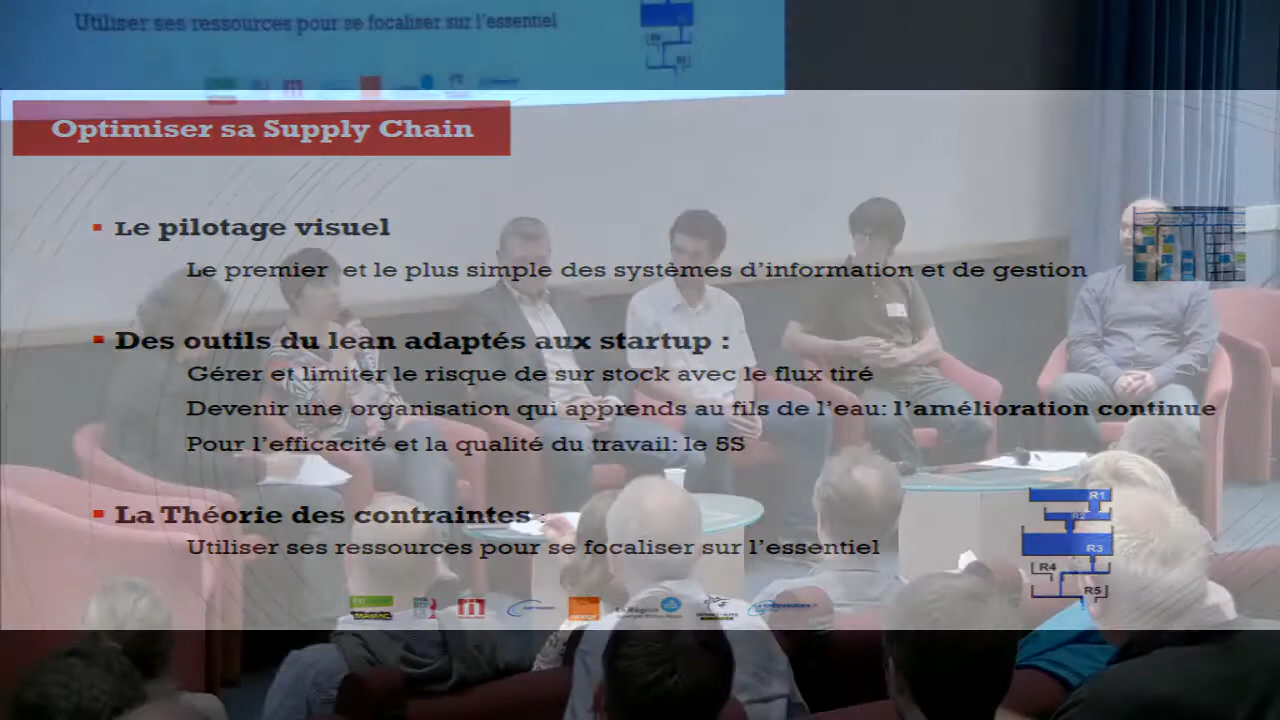 Utiliser ses ressources pour se focaliser sur l'essentiel
Optimiser sa Supply Chain
Le pilotage visuel
Le premier et le plus simple des systèmes d'information et de gestion
Des outils du lean adaptés aux startup :
Gérer et limiter le risque de sur stock avec le flux tiré
Devenir une organisation qui apprends au fils de l'eau: l'amélioration continue
Pour l'efficacité et la qualité du travail: le 5S
La Théorie des contraintes :
Utiliser ses ressources pour se focaliser sur l'essentiel
R1
R2
R3
R4
R5
La Région